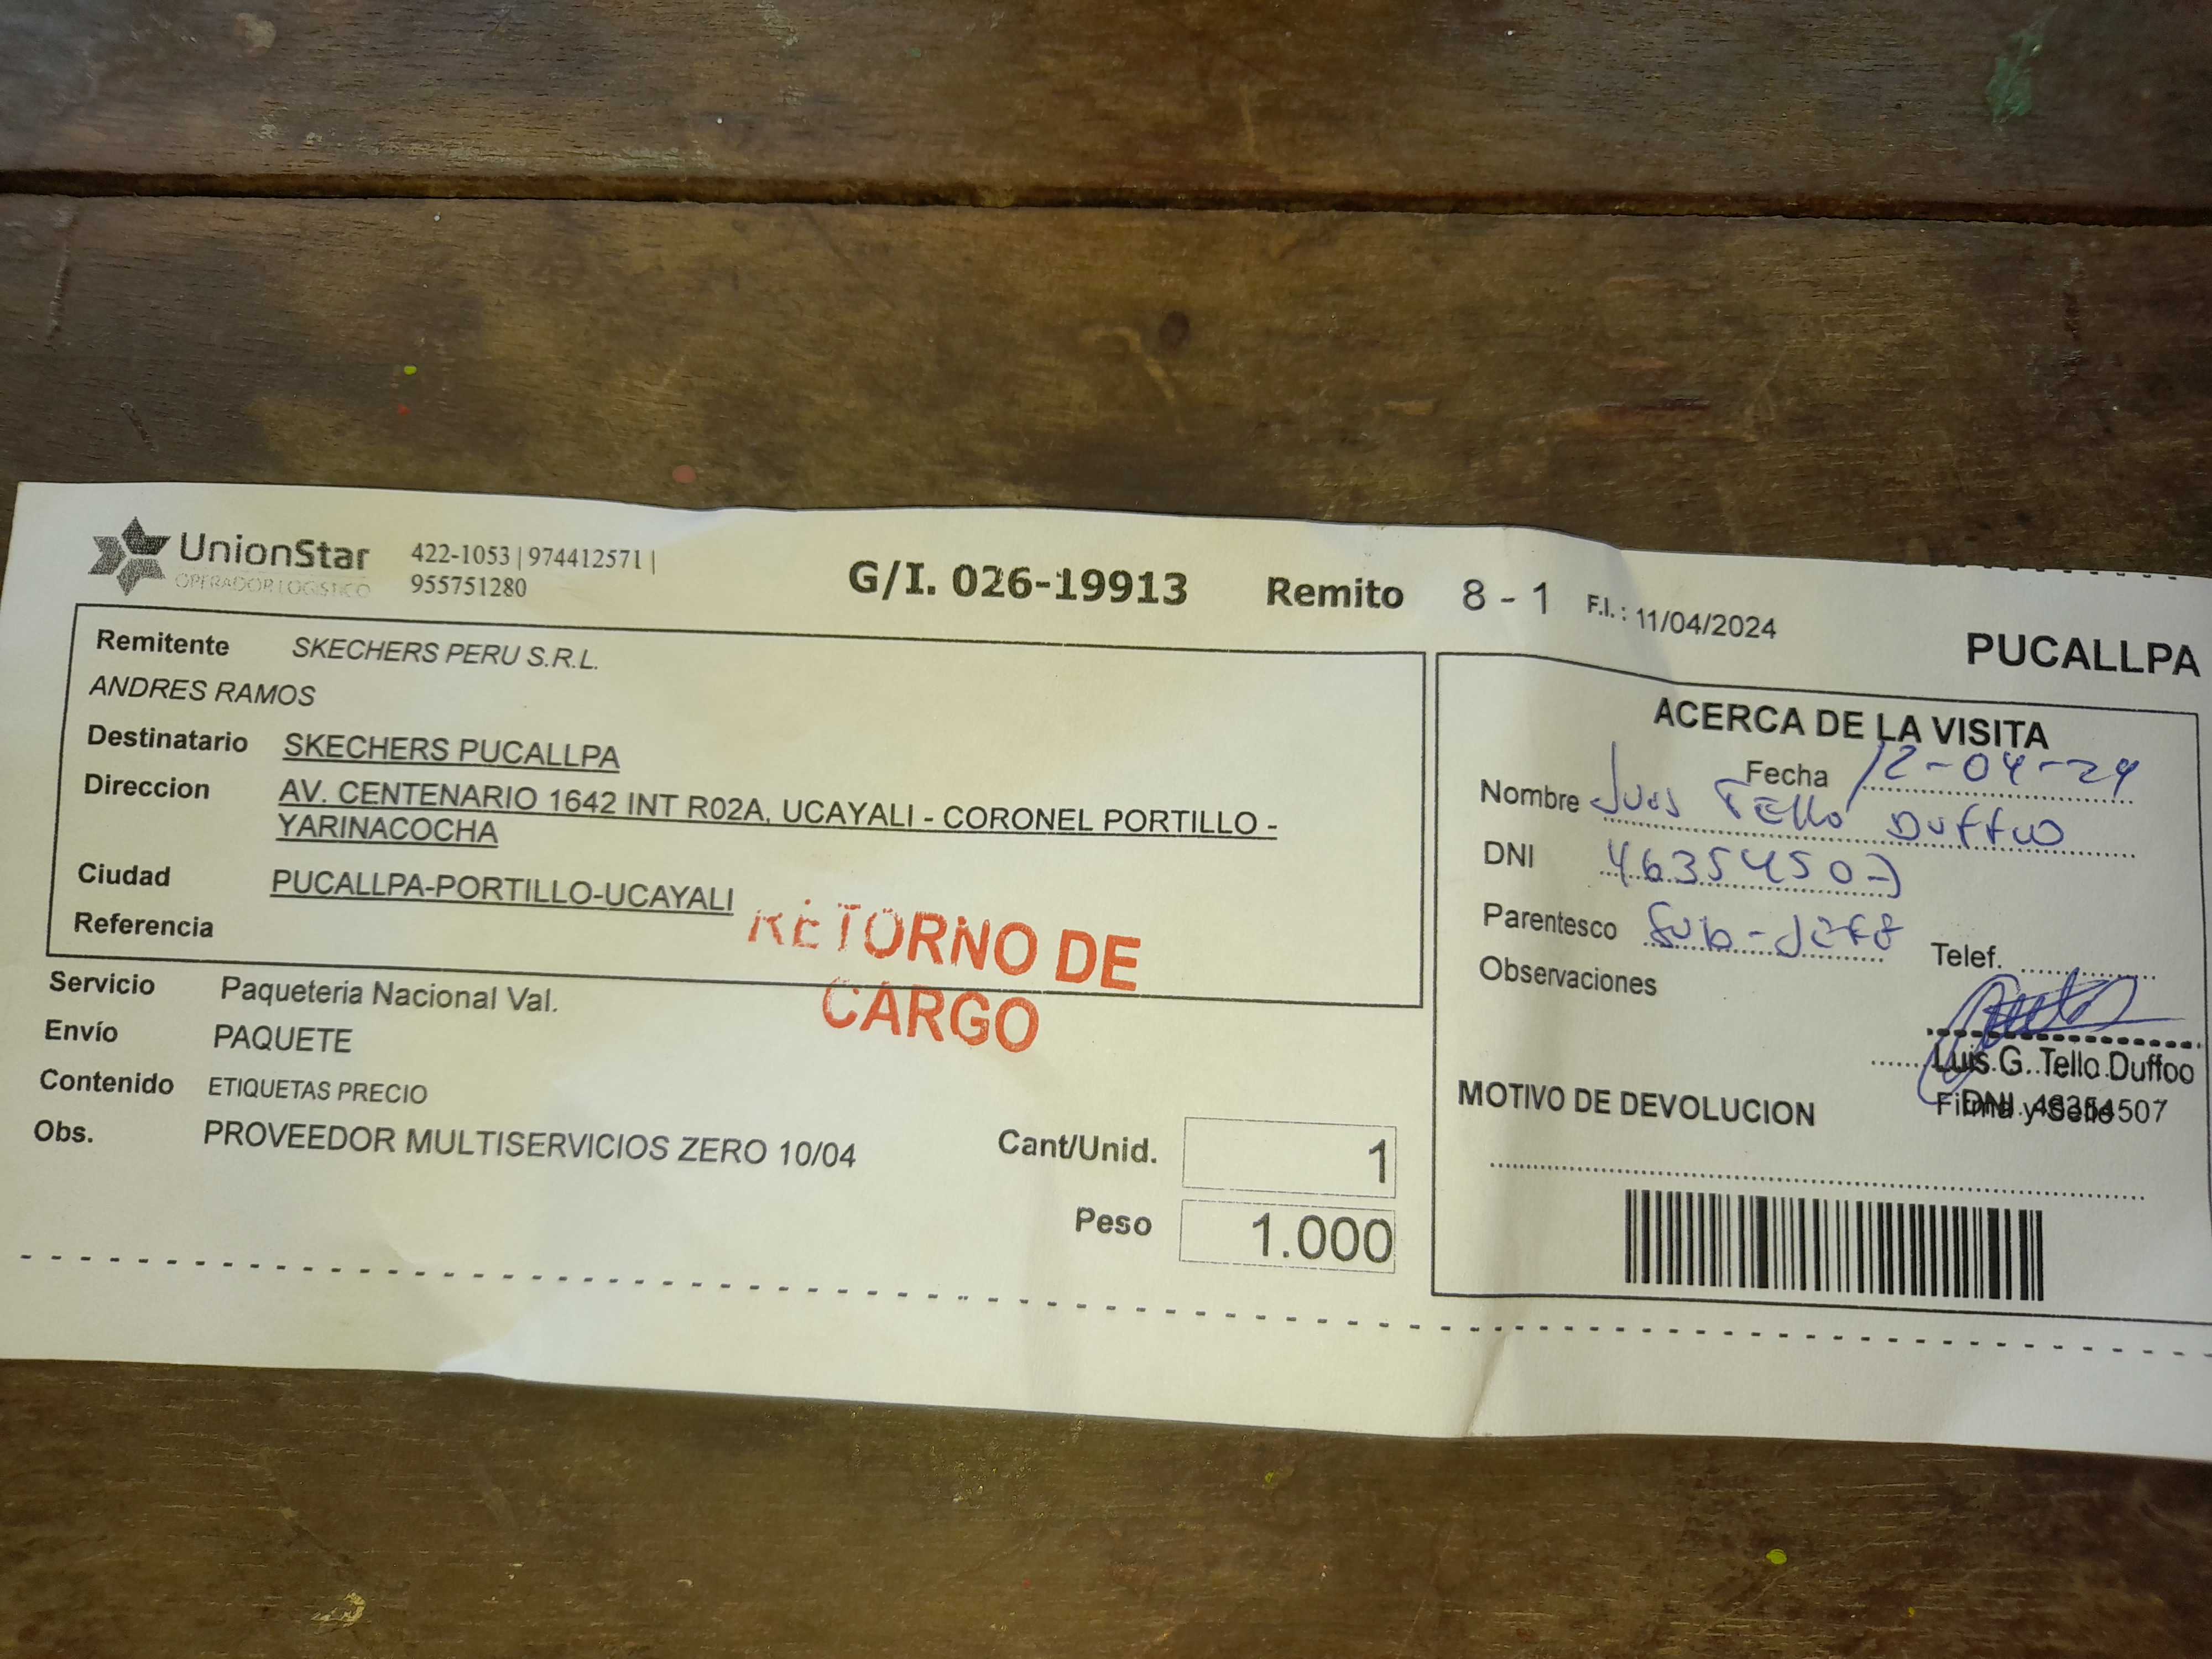 UnionStar
OPERADOR LOGISTICO
422-1053 | 974412571 |
955751280
G/I. 026-19913
Remito 8 - 1
F.I. : 11/04/2024
PUCALLPA
Remitente SKECHERS PERU S.R.L.
ANDRES RAMOS
Destinatario SKECHERS PUCALLPA
Direccion AV. CENTENARIO 1642 INT R02A, UCAYALI - CORONEL PORTILLO -
YARINACOCHA
Ciudad PUCALLPA-PORTILLO-UCAYALI
Referencia
RETORNO DE
CARGO
Servicio Paqueteria Nacional Val.
Envío PAQUETE
Contenido ETIQUETAS PRECIO
Obs. PROVEEDOR MULTISERVICIOS ZERO 10/04
Cant/Unid. 1
Peso 1.000
ACERCA DE LA VISITA
Fecha 12-04-24
Nombre Luis Tello Duffoo
DNI 46354507
Parentesco Sub-Jefe
Telef.
Observaciones
Luis G. Tello Duffoo
DNI. 46354507
Firma y Sello
MOTIVO DE DEVOLUCION